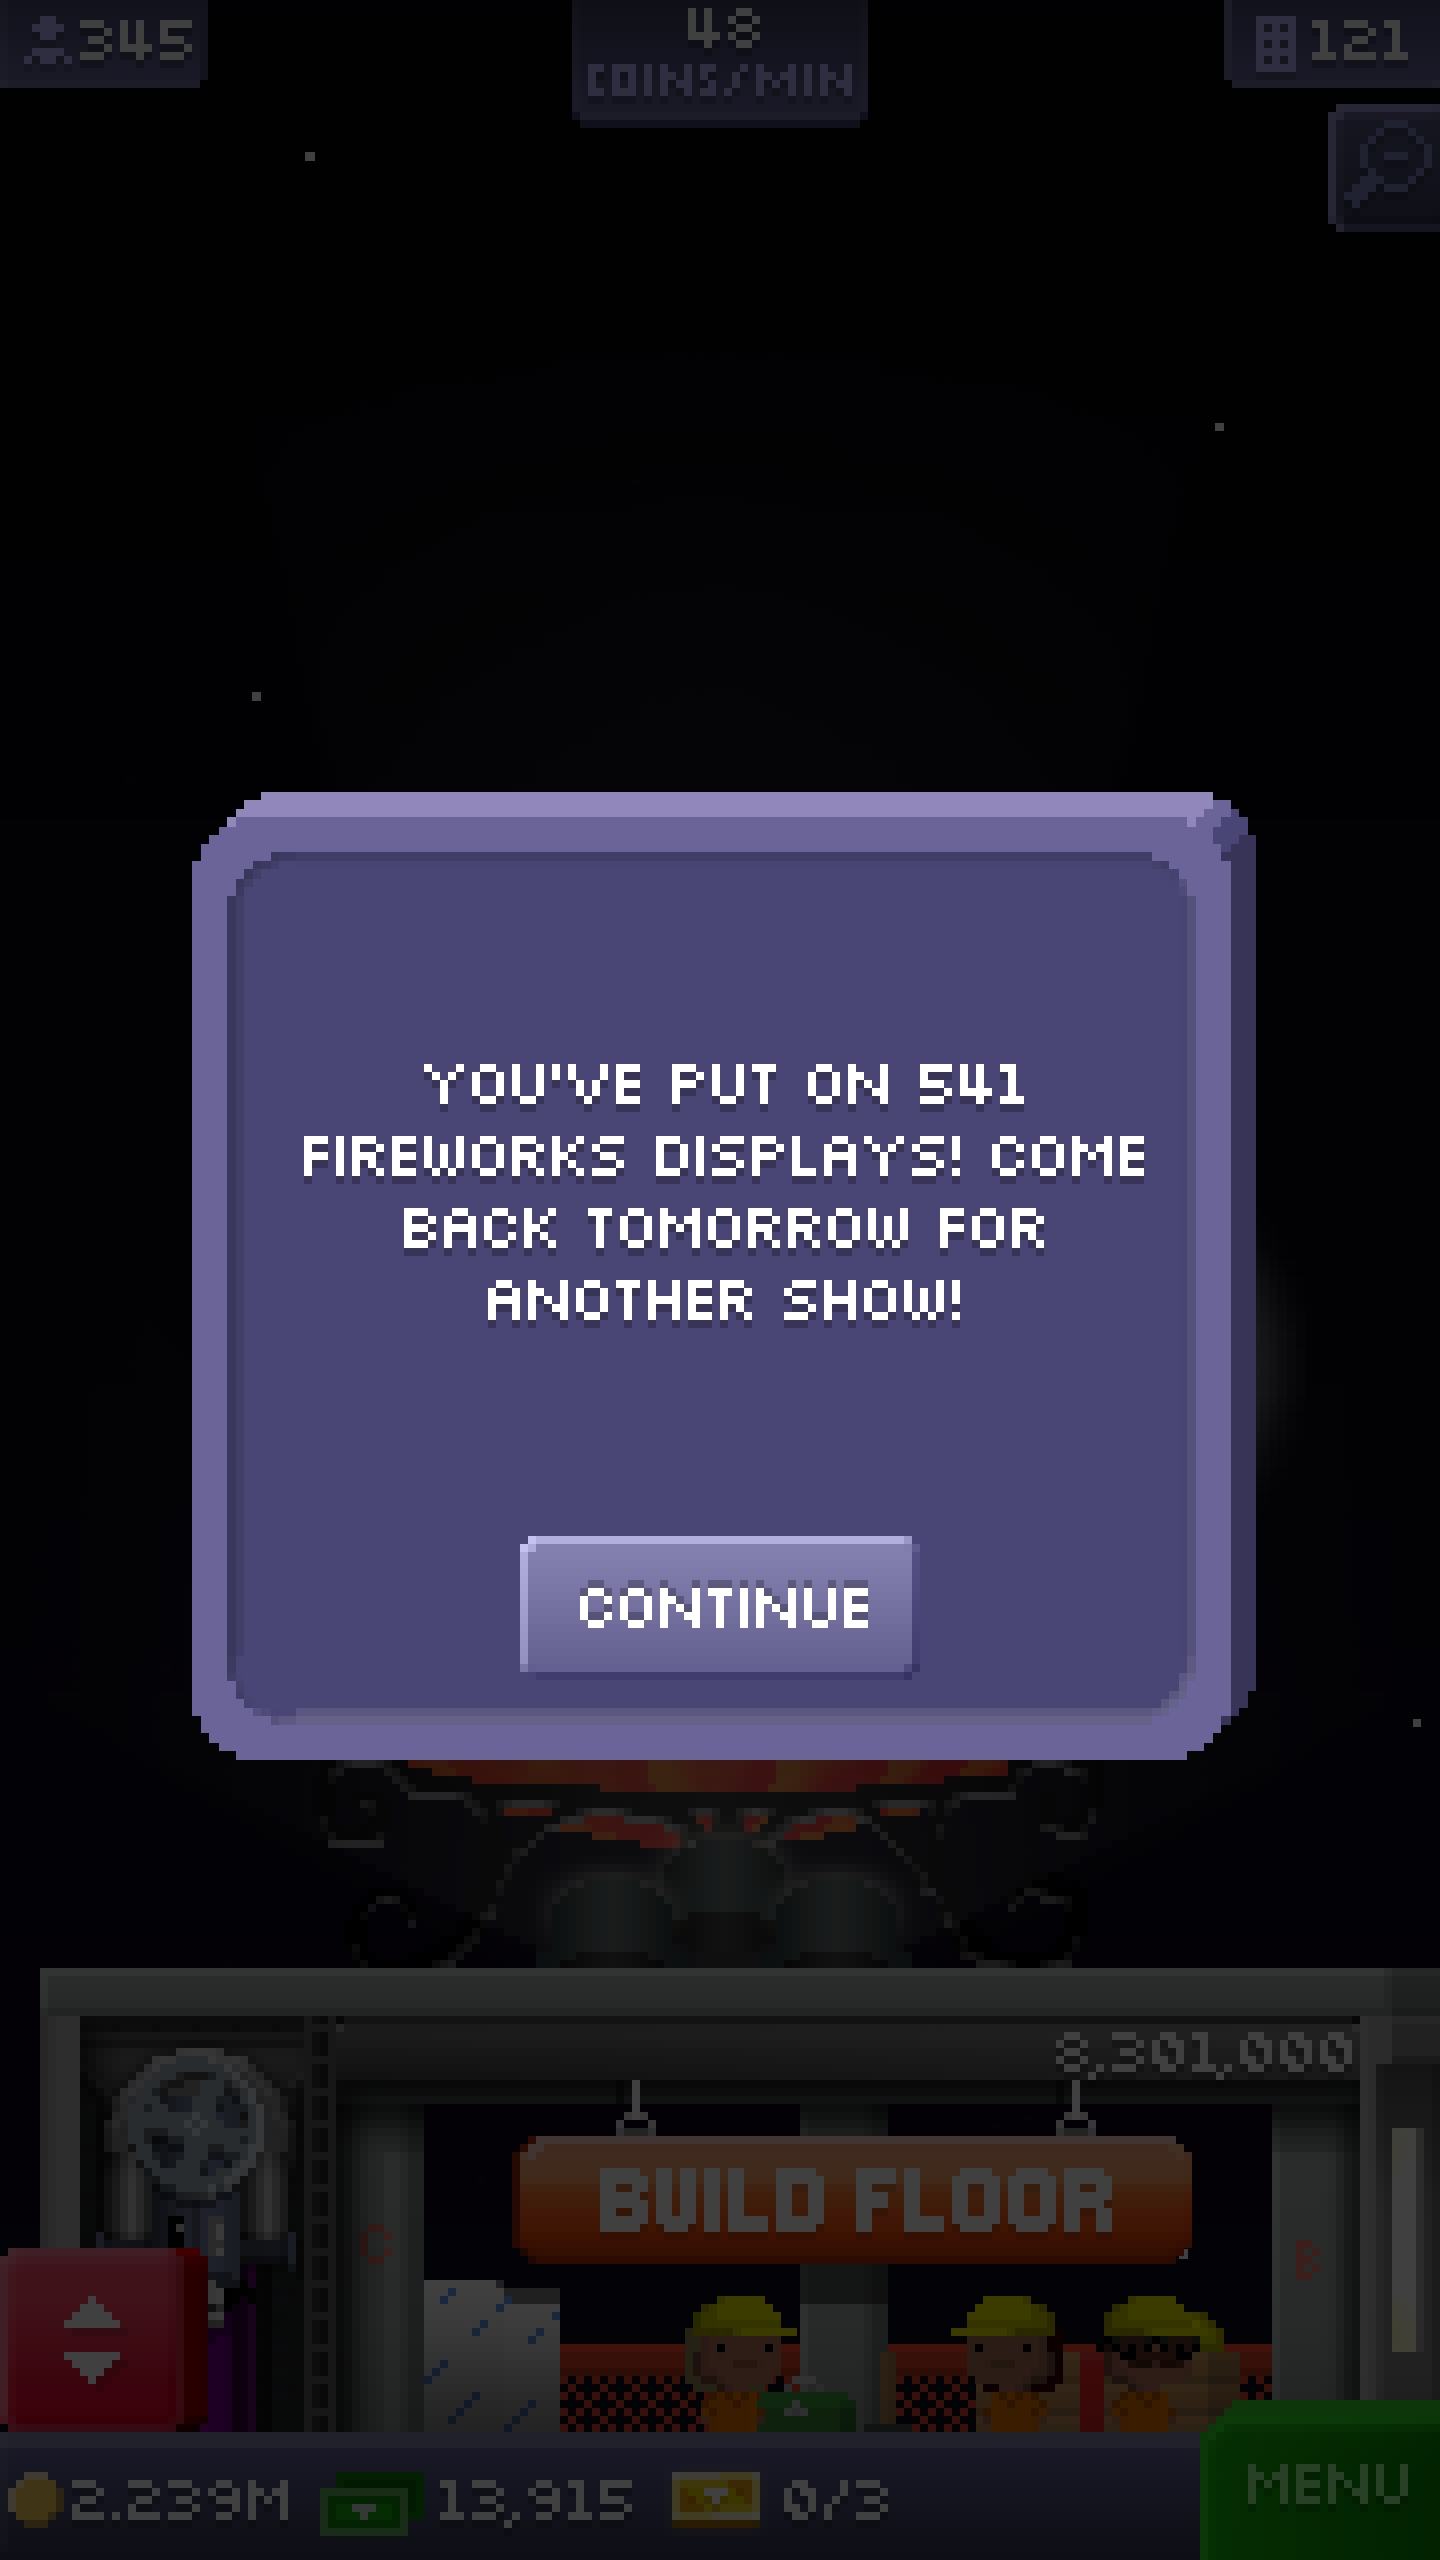 345
48
COINS/MIN
121
YOU'VE PUT ON 541
FIREWORKS DISPLAYS! COME
BACK TOMORROW FOR
ANOTHER SHOW!
CONTINUE
8,301,000
BUILD FLOOR
C
B
2.239M
13,915
0/3
MENU